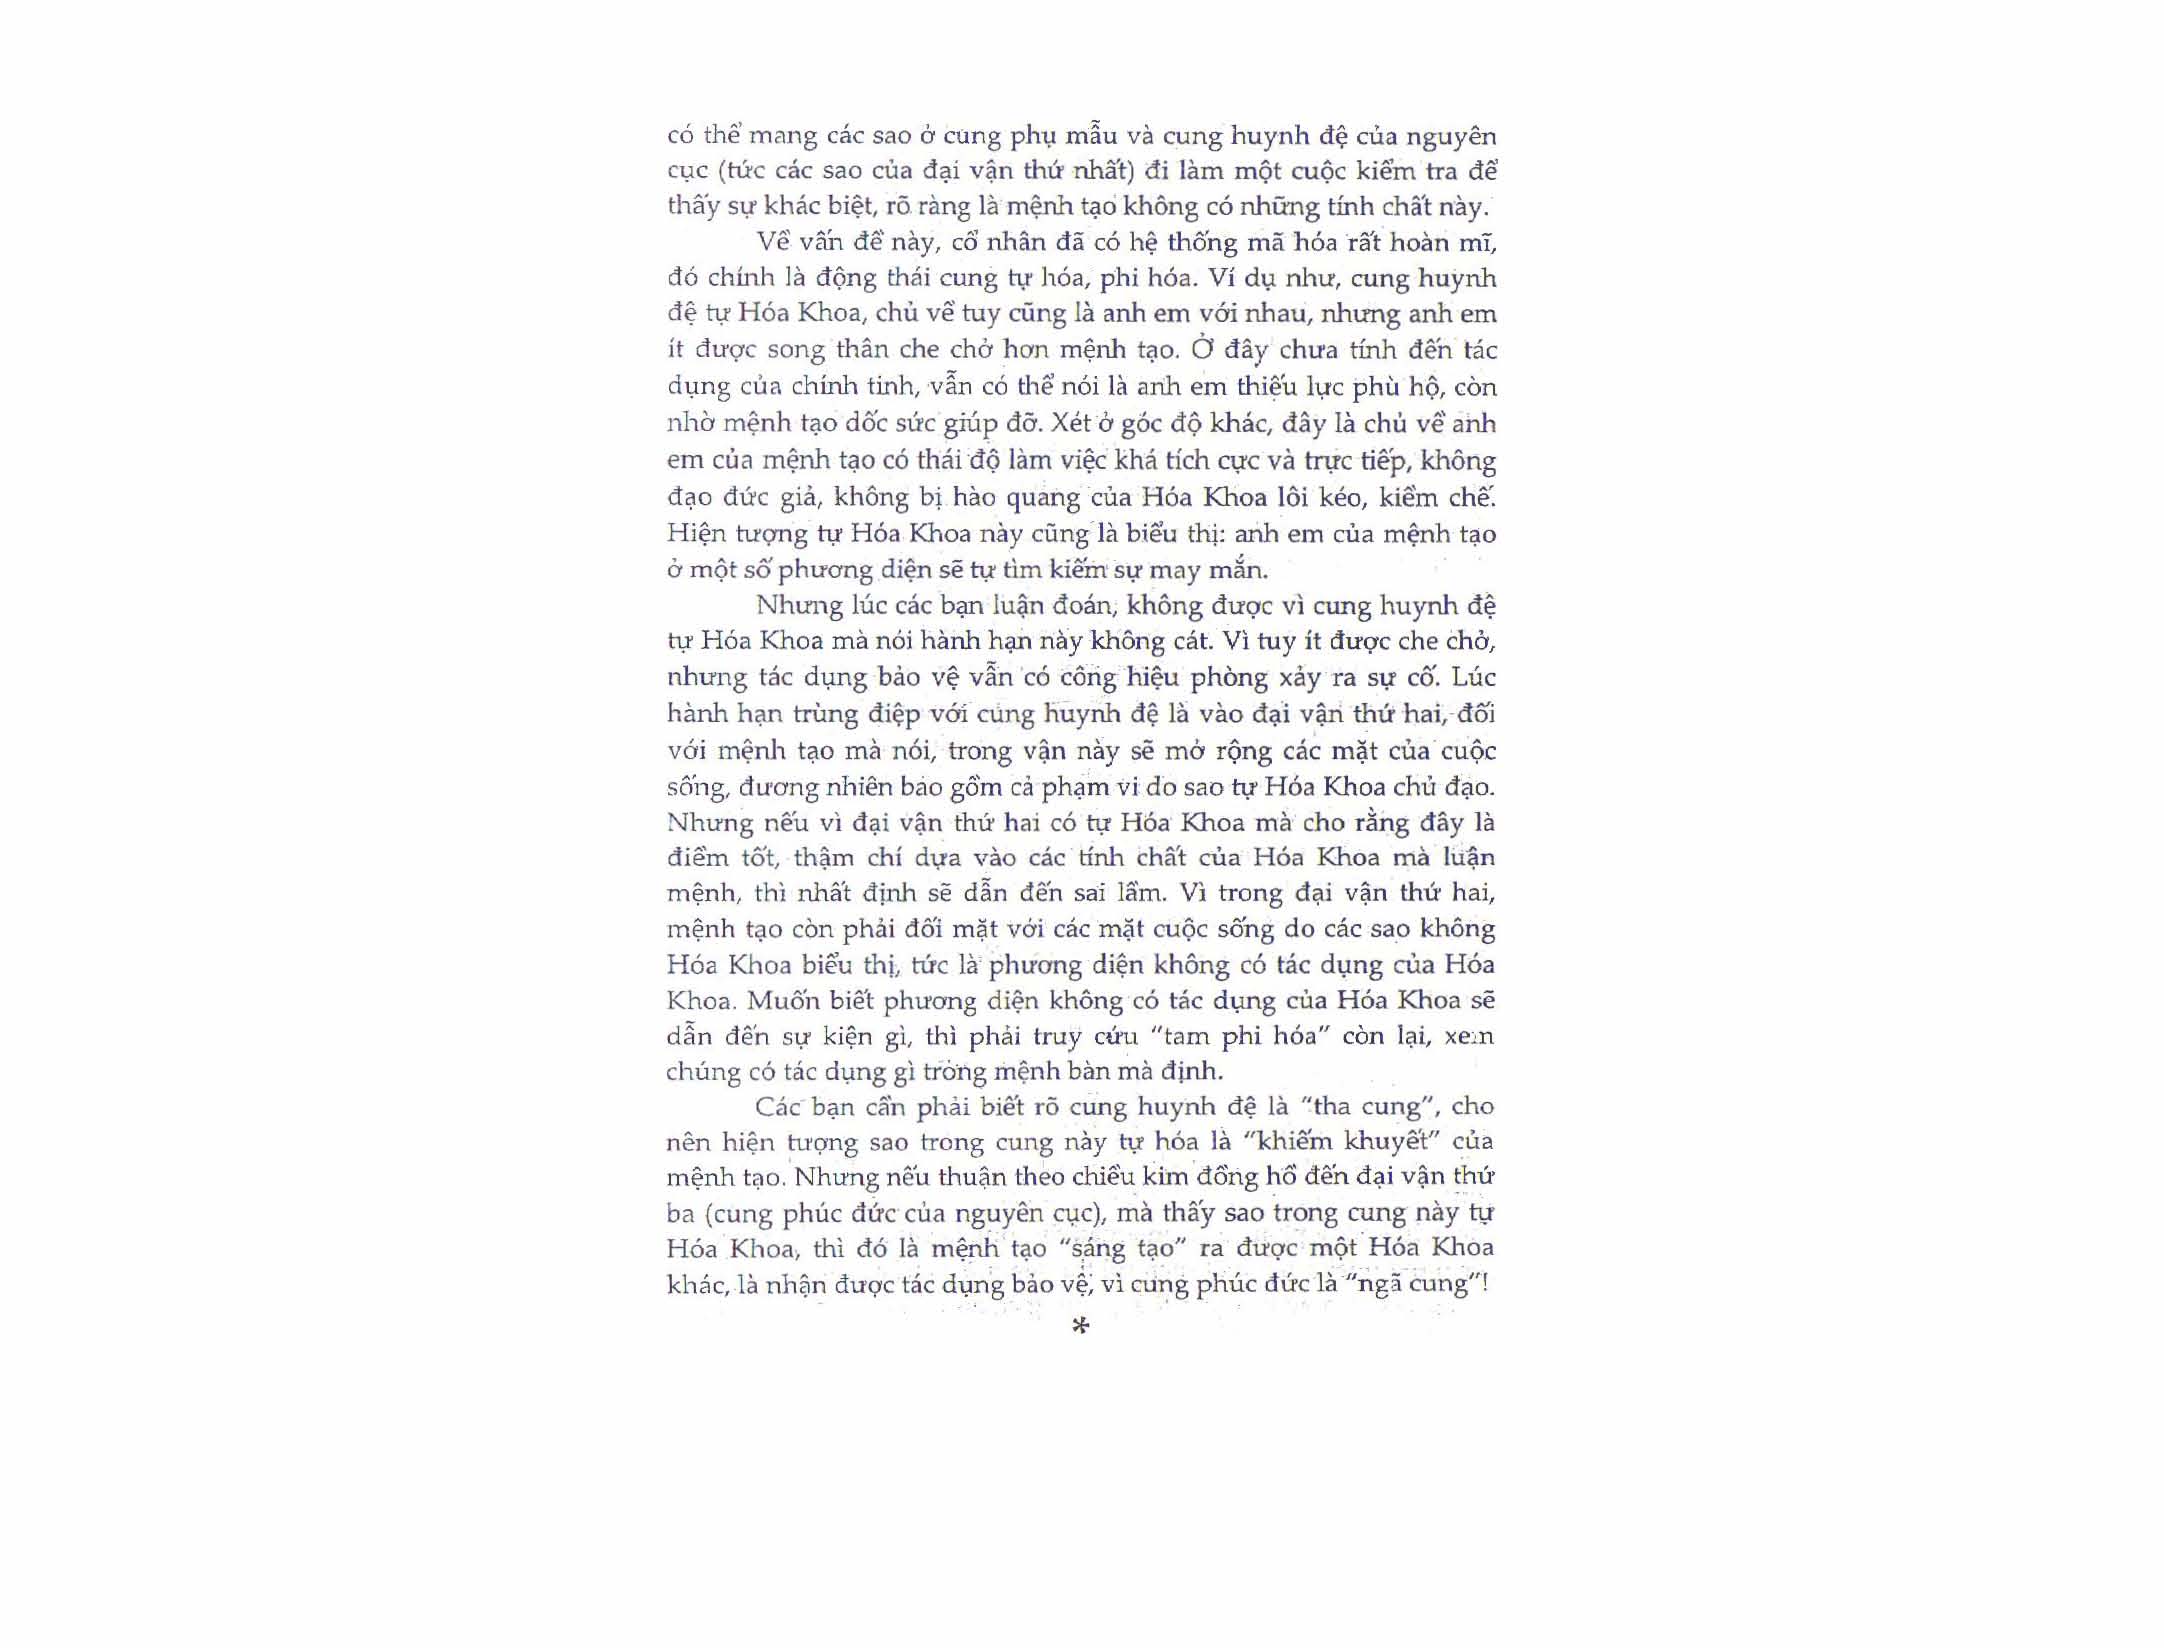 có thể mang các sao ở cung phụ mẫu và cung huynh đệ của nguyên
cục (tức các sao của đại vận thứ nhất) đi làm một cuộc kiểm tra để
thấy sự khác biệt, rõ ràng là mệnh tạo không có những tính chất này.
Về vấn đề này, cổ nhân đã có hệ thống mã hóa rất hoàn mĩ,
đó chính là động thái cung tự hóa, phi hóa. Ví dụ như, cung huynh
đệ tự Hóa Khoa, chủ về tuy cũng là anh em với nhau, nhưng anh em
ít được song thân che chở hơn mệnh tạo. Ở đây chưa tính đến tác
dụng của chính tinh, vẫn có thể nói là anh em thiếu lực phù hộ, còn
nhờ mệnh tạo dốc sức giúp đỡ. Xét ở góc độ khác, đây là chủ về anh
em của mệnh tạo có thái độ làm việc khá tích cực và trực tiếp, không
đạo đức giả, không bị hào quang của Hóa Khoa lôi kéo, kiềm chế.
Hiện tượng tự Hóa Khoa này cũng là biểu thị: anh em của mệnh tạo
ở một số phương diện sẽ tự tìm kiếm sự may mắn.
Nhưng lúc các bạn luận đoán, không được vì cung huynh đệ
tự Hóa Khoa mà nói hành hạn này không cát. Vì tuy ít được che chở,
nhưng tác dụng bảo vệ vẫn có công hiệu phòng xảy ra sự cố. Lúc
hành hạn trùng điệp với cung huynh đệ là vào đại vận thứ hai, đối
với mệnh tạo mà nói, trong vận này sẽ mở rộng các mặt của cuộc
sống, đương nhiên bao gồm cả phạm vi do sao tự Hóa Khoa chủ đạo.
Nhưng nếu vì đại vận thứ hai có tự Hóa Khoa mà cho rằng đây là
điềm tốt, thậm chí dựa vào các tính chất của Hóa Khoa mà luận
mệnh, thì nhất định sẽ dẫn đến sai lầm. Vì trong đại vận thứ hai,
mệnh tạo còn phải đối mặt với các mặt cuộc sống do các sao không
Hóa Khoa biểu thị, tức là phương diện không có tác dụng của Hóa
Khoa. Muốn biết phương diện không có tác dụng của Hóa Khoa sẽ
dẫn đến sự kiện gì, thì phải truy cứu "tam phi hóa" còn lại, xem
chúng có tác dụng gì trong mệnh bàn mà định.
Các bạn cần phải biết rõ cung huynh đệ là "tha cung", cho
nên hiện tượng sao trong cung này tự hóa là "khiếm khuyết" của
mệnh tạo. Nhưng nếu thuận theo chiều kim đồng hồ đến đại vận thứ
ba (cung phúc đức của nguyên cục), mà thấy sao trong cung này tự
Hóa Khoa, thì đó là mệnh tạo "sáng tạo" ra được một Hóa Khoa
khác, là nhận được tác dụng bảo vệ, vì cung phúc đức là "ngã cung"!
*